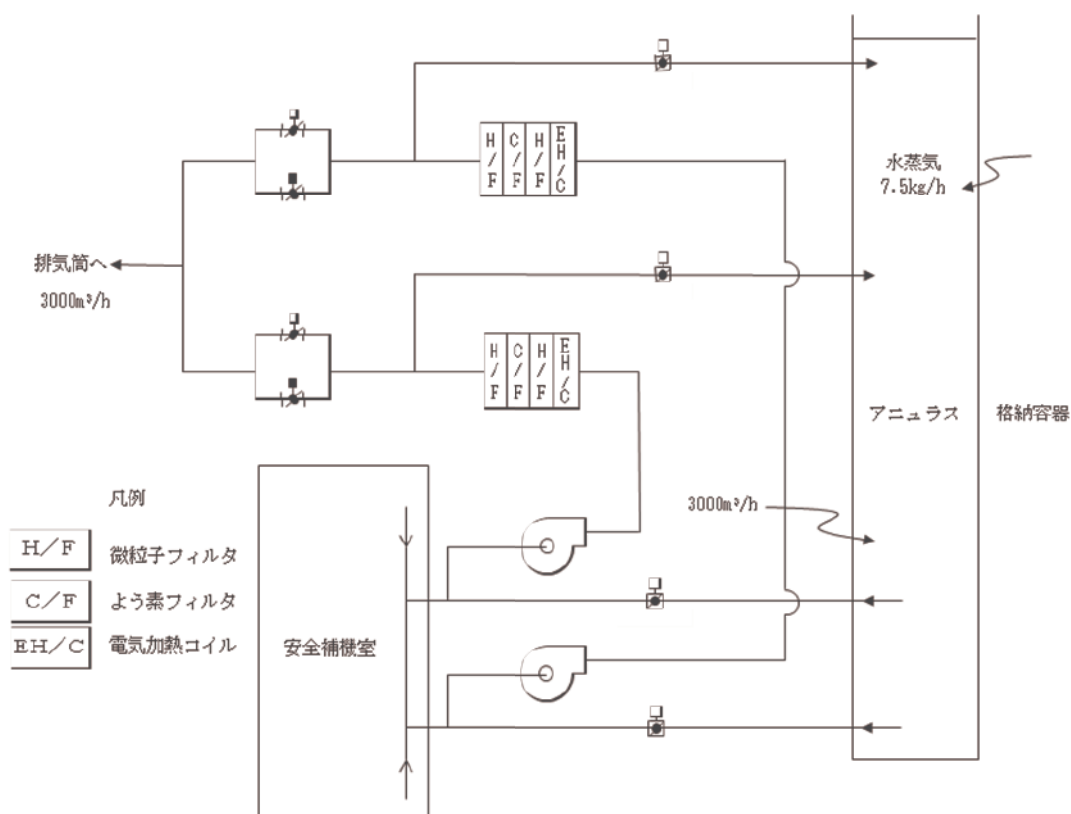 H/F
C/F
H/F
EH/C
水蒸気
7.5kg/h
排気筒へ
3000m³/h
H/F
C/F
H/F
EH/C
アニュラス
格納容器
凡例
3000m³/h
H/F
微粒子フィルタ
C/F
よう素フィルタ
EH/C
電気加熱コイル
安全補機室